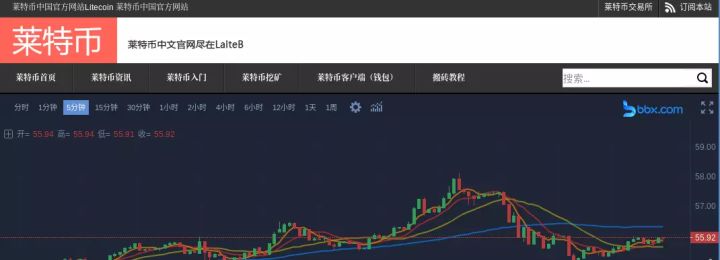 莱特币中国官方网站Litecoin 莱特币中国官方网站 莱特币交易所 订阅本站
莱特币 莱特币中文官网尽在LaiteB
莱特币首页 莱特币资讯 莱特币入门 莱特币挖矿 莱特币客户端（钱包） 搬砖教程 搜索...
分时 1分钟 5分钟 15分钟 30分钟 1小时 2小时 4小时 6小时 12小时 1天 1周 bbx.com
开= 55.94 高= 55.94 低= 55.91 收= 55.92
59.00
58.00
57.00
55.92